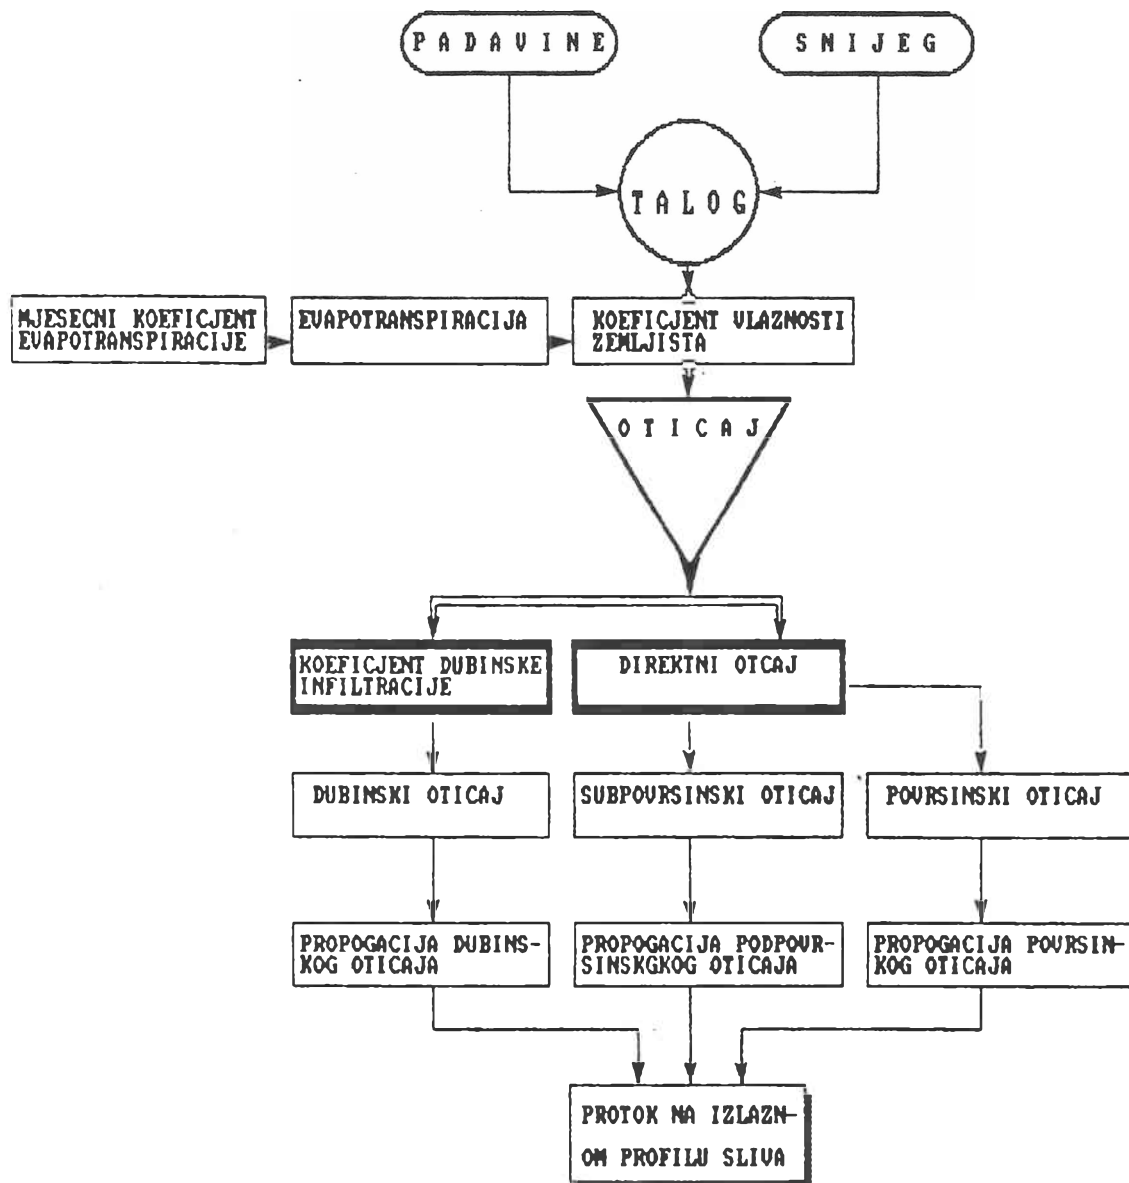 PADAVINE
SNIJEG
TALOG
MJESECNI KOEFICJENT
EVAPOTRANSPIRACIJE
EVAPOTRANSPIRACIJA
KOEFICJENT VLAZNOSTI
ZEMLJISTA
OTICAJ
KOEFICJENT DUBINSKE
INFILTRACIJE
DIREKTNI OTCAJ
DUBINSKI OTICAJ
SUBPOVRSINSKI OTICAJ
POVRSINSKI OTICAJ
PROPOGACIJA DUBINS-
KOG OTICAJA
PROPOGACIJA PODPOVR-
SINSKGKOG OTICAJA
PROPOGACIJA POVRSIN-
KOG OTICAJA
PROTOK NA IZLAZN-
OM PROFILU SLIVA